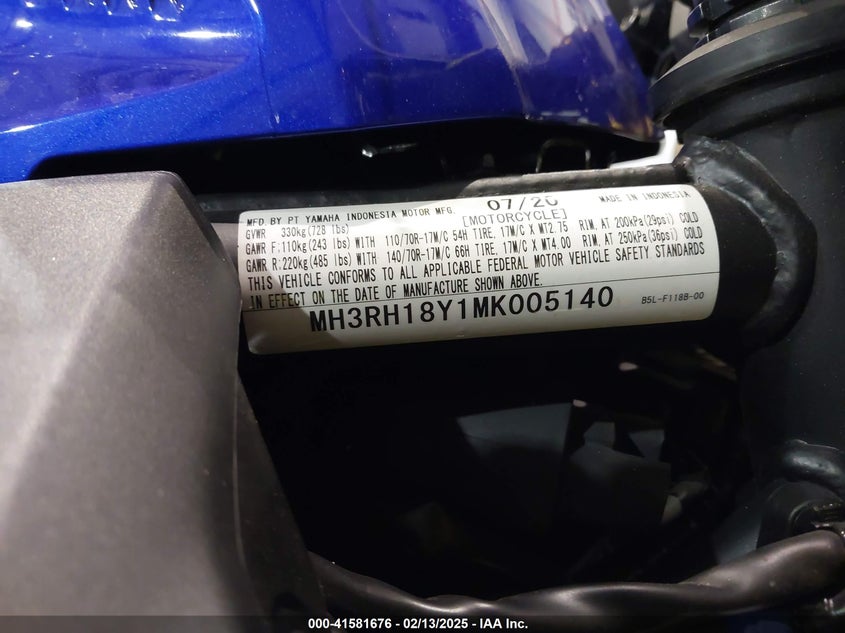 07/20
MFD BY PT YAMAHA INDONESIA MOTOR MFG. MADE IN INDONESIA
GVWR 330kg(728 lbs) [MOTORCYCLE]
GAWR F:110kg(243 lbs) WITH 110/70R-17M/C 54H TIRE, 17M/C X MT2.75 RIM, AT 200kPa(29psi) COLD
GAWR R:220kg(485 lbs) WITH 140/70R-17M/C 66H TIRE, 17M/C X MT4.00 RIM, AT 250kPa(36psi) COLD
THIS VEHICLE CONFORMS TO ALL APPLICABLE FEDERAL MOTOR VEHICLE SAFETY STANDARDS
IN EFFECT ON THE DATE OF MANUFACTURE SHOWN ABOVE.
MH3RH18Y1MK005140 B5L-F118B-00
000-41581676 - 02/13/2025 - IAA Inc.